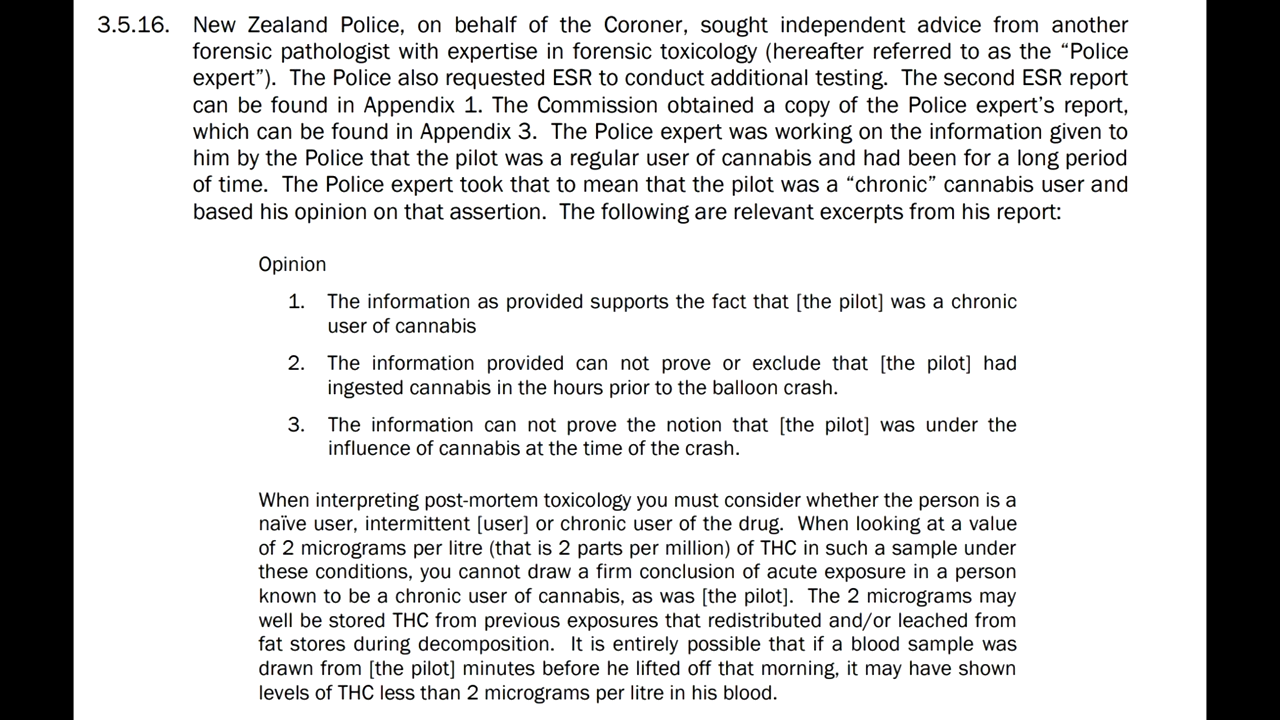 3.5.16. New Zealand Police, on behalf of the Coroner, sought independent advice from another
forensic pathologist with expertise in forensic toxicology (hereafter referred to as the “Police
expert”). The Police also requested ESR to conduct additional testing. The second ESR report
can be found in Appendix 1. The Commission obtained a copy of the Police expert’s report,
which can be found in Appendix 3. The Police expert was working on the information given to
him by the Police that the pilot was a regular user of cannabis and had been for a long period
of time. The Police expert took that to mean that the pilot was a “chronic” cannabis user and
based his opinion on that assertion. The following are relevant excerpts from his report:
Opinion
1. The information as provided supports the fact that [the pilot] was a chronic
user of cannabis
2. The information provided can not prove or exclude that [the pilot] had
ingested cannabis in the hours prior to the balloon crash.
3. The information can not prove the notion that [the pilot] was under the
influence of cannabis at the time of the crash.
When interpreting post-mortem toxicology you must consider whether the person is a
naïve user, intermittent [user] or chronic user of the drug. When looking at a value
of 2 micrograms per litre (that is 2 parts per million) of THC in such a sample under
these conditions, you cannot draw a firm conclusion of acute exposure in a person
known to be a chronic user of cannabis, as was [the pilot]. The 2 micrograms may
well be stored THC from previous exposures that redistributed and/or leached from
fat stores during decomposition. It is entirely possible that if a blood sample was
drawn from [the pilot] minutes before he lifted off that morning, it may have shown
levels of THC less than 2 micrograms per litre in his blood.